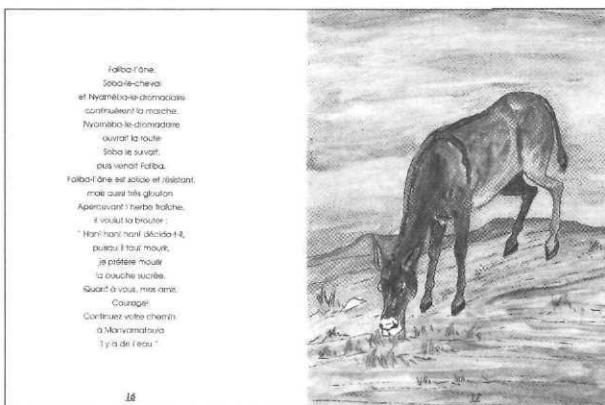 Faliba-l'âne,
Soba-le-cheval
et Nyamèba-le-dromadaire
continuèrent la marche.
Nyamèba-le-dromadaire
ouvrait la route
Soba le suivait,
puis venait Faliba.
Faliba-l'âne est solide et résistant,
mais aussi très glouton
Apercevant l'herbe fraîche,
il voulut la brouter :
" Han! han! han! décida-t-il,
puisqu'il faut mourir,
je préfère mourir
la bouche sucrée.
Quant à vous, mes amis,
Courage!
Continuez votre chemin
à Manyamatoula
il y a de l'eau "
16
17